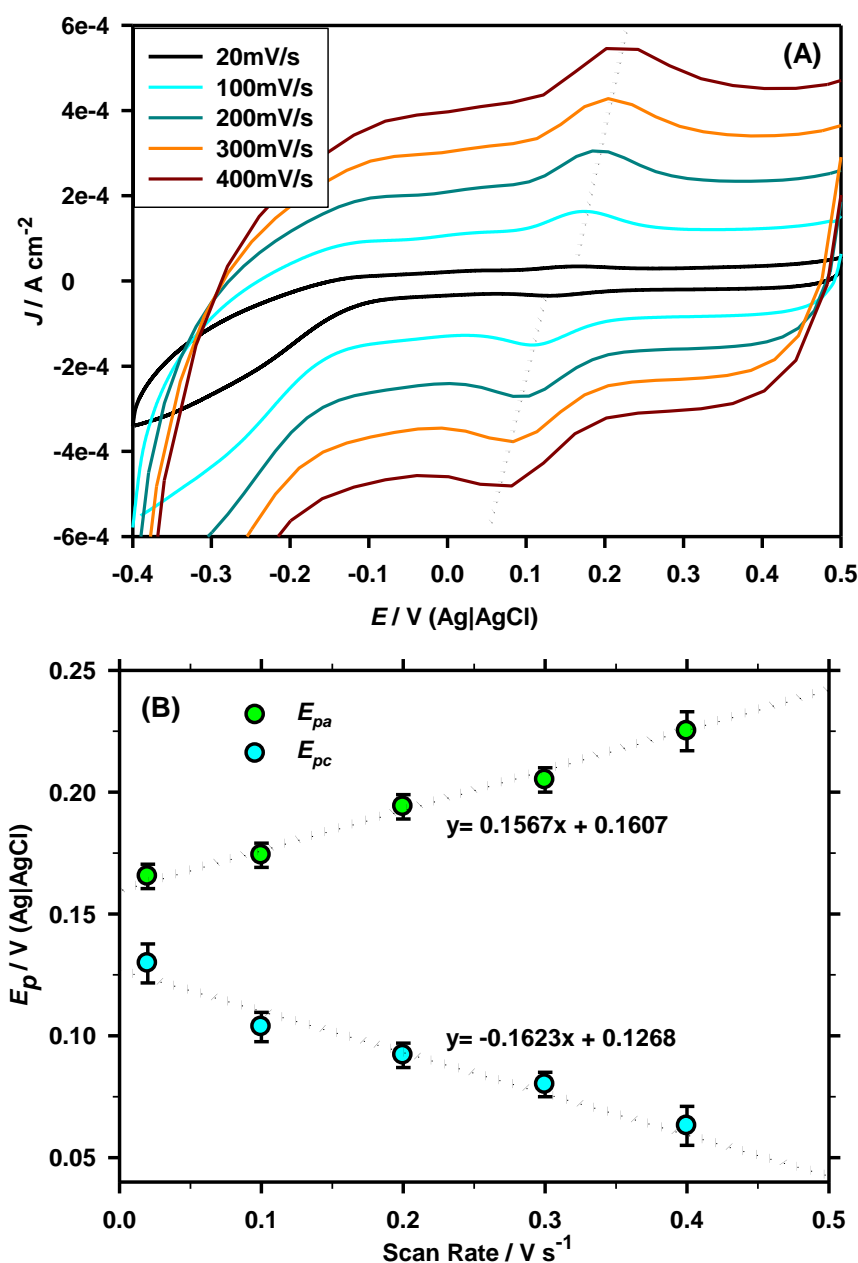 6e-4
4e-4
2e-4
0
-2e-4
-4e-4
-6e-4
J / A cm-2
20mV/s
100mV/s
200mV/s
300mV/s
400mV/s
(A)
-0.4 -0.3 -0.2 -0.1 0.0 0.1 0.2 0.3 0.4 0.5
E / V (Ag|AgCl)
0.25
0.20
0.15
0.10
0.05
Ep / V (Ag|AgCl)
(B)
Epa
Epc
y= 0.1567x + 0.1607
y= -0.1623x + 0.1268
0.0 0.1 0.2 0.3 0.4 0.5
Scan Rate / V s-1